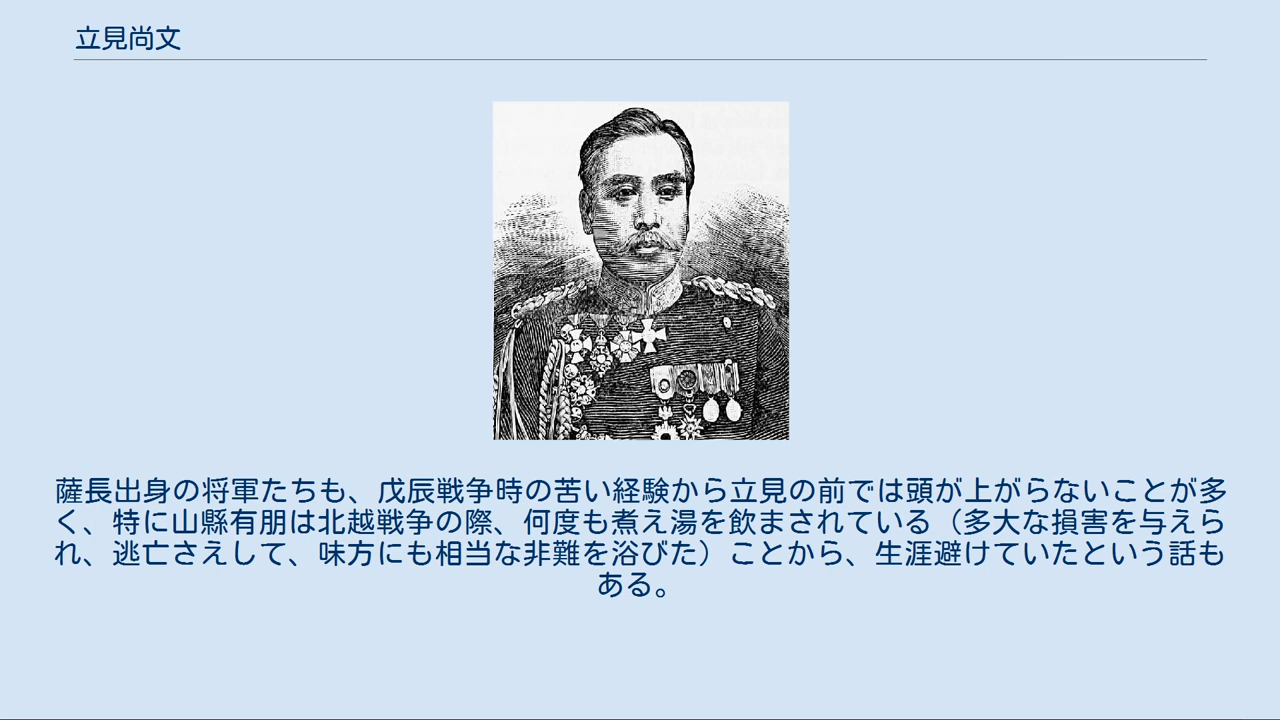 立見尚文
薩長出身の将軍たちも、戊辰戦争時の苦い経験から立見の前では頭が上がらないことが多
く、特に山縣有朋は北越戦争の際、何度も煮え湯を飲まされている（多大な損害を与えら
れ、逃亡さえして、味方にも相当な非難を浴びた）ことから、生涯避けていたという話も
ある。